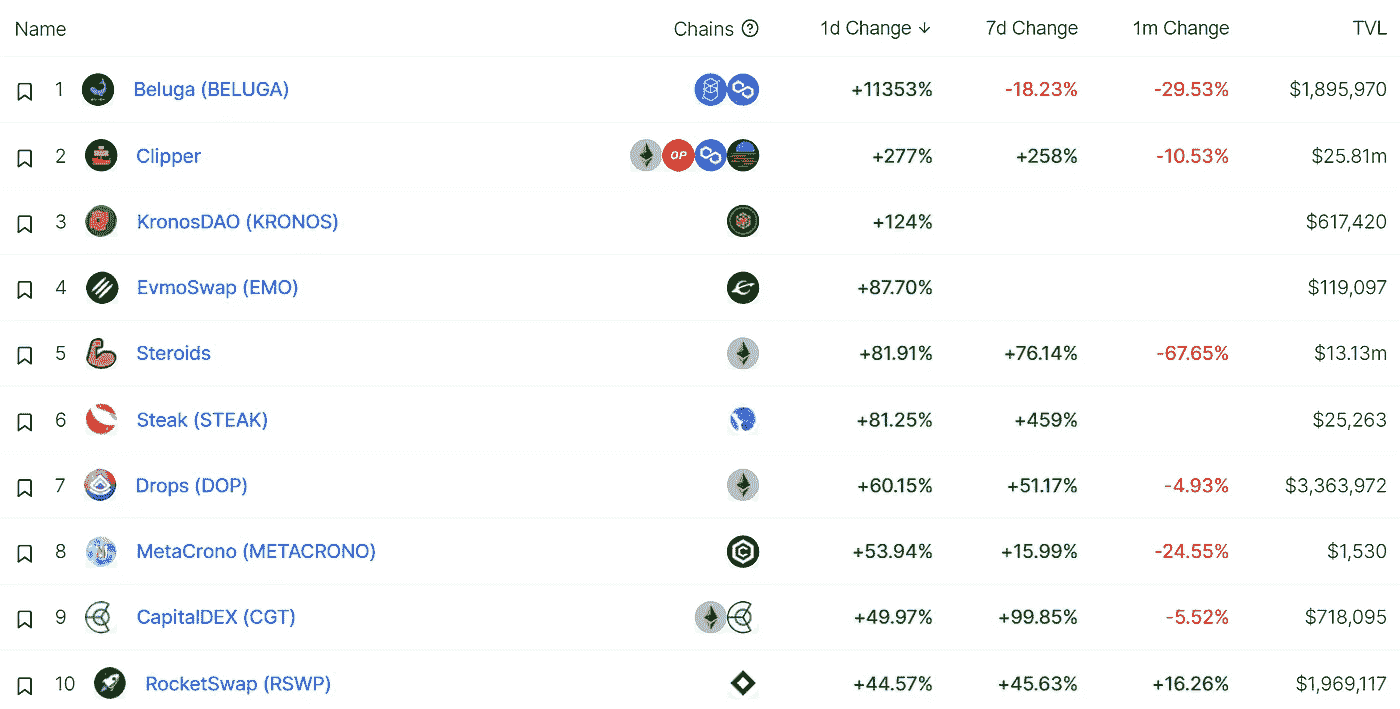 Name Chains ? 1d Change ↓ 7d Change 1m Change TVL
1 Beluga (BELUGA) +11353% -18.23% -29.53% $1,895,970
2 Clipper OP +277% +258% -10.53% $25.81m
3 KronosDAO (KRONOS) +124% $617,420
4 EvmoSwap (EMO) +87.70% $119,097
5 Steroids +81.91% +76.14% -67.65% $13.13m
6 Steak (STEAK) +81.25% +459% $25,263
7 Drops (DOP) +60.15% +51.17% -4.93% $3,363,972
8 MetaCrono (METACRONO) +53.94% +15.99% -24.55% $1,530
9 CapitalDEX (CGT) +49.97% +99.85% -5.52% $718,095
10 RocketSwap (RSWP) +44.57% +45.63% +16.26% $1,969,117